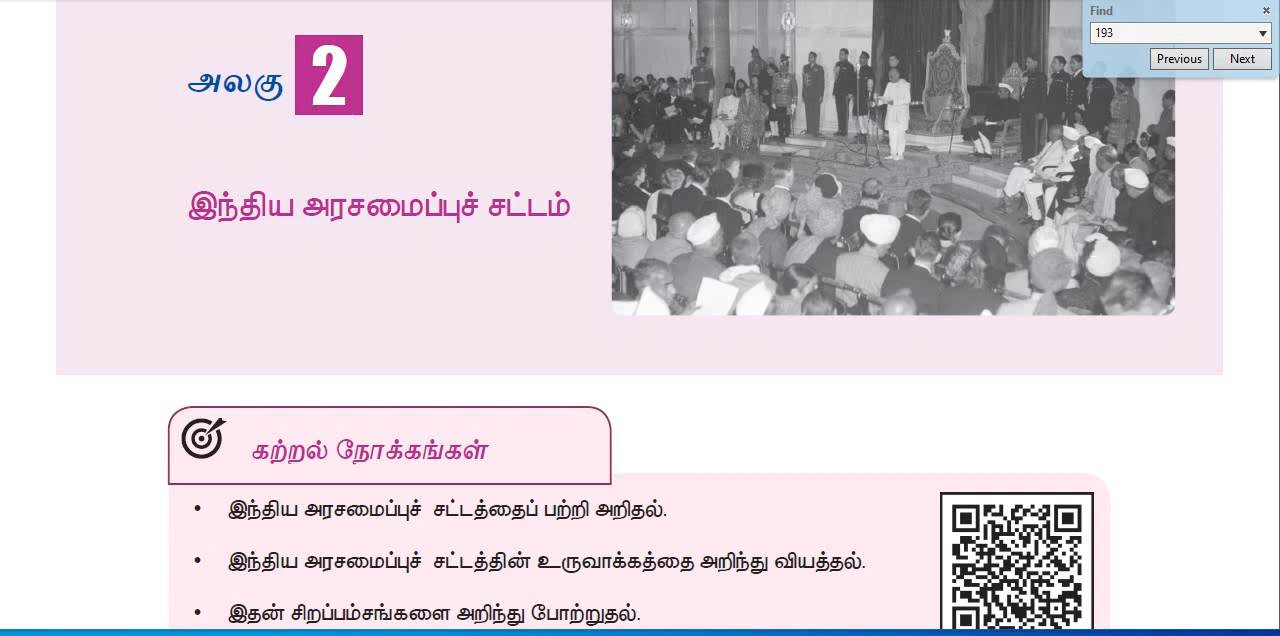 Find
193
Previous Next
அலகு 2
இந்திய அரசமைப்புச் சட்டம்
கற்றல் நோக்கங்கள்
• இந்திய அரசமைப்புச் சட்டத்தைப் பற்றி அறிதல்.
• இந்திய அரசமைப்புச் சட்டத்தின் உருவாக்கத்தை அறிந்து வியத்தல்.
• இதன் சிறப்பம்சங்களை அறிந்து போற்றுதல்.